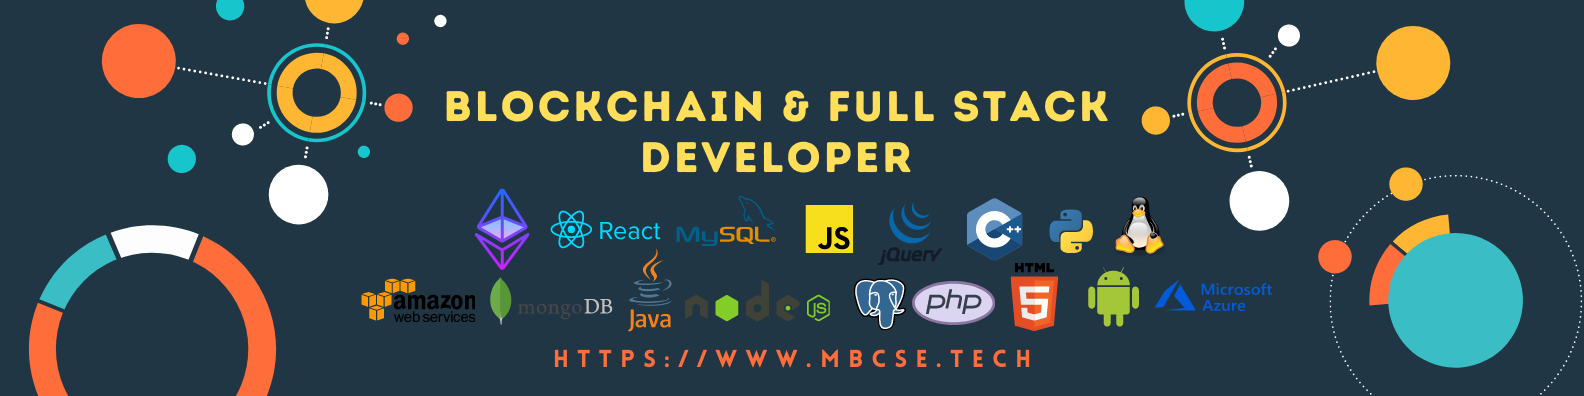 BLOCKCHAIN & FULL STACK
DEVELOPER
React
MySQL®
JS
jQuery
C++
HTML
5
amazon
web services
mongoDB
Java
node
JS
php
Microsoft
Azure
HTTPS://WWW.MBCSE.TECH